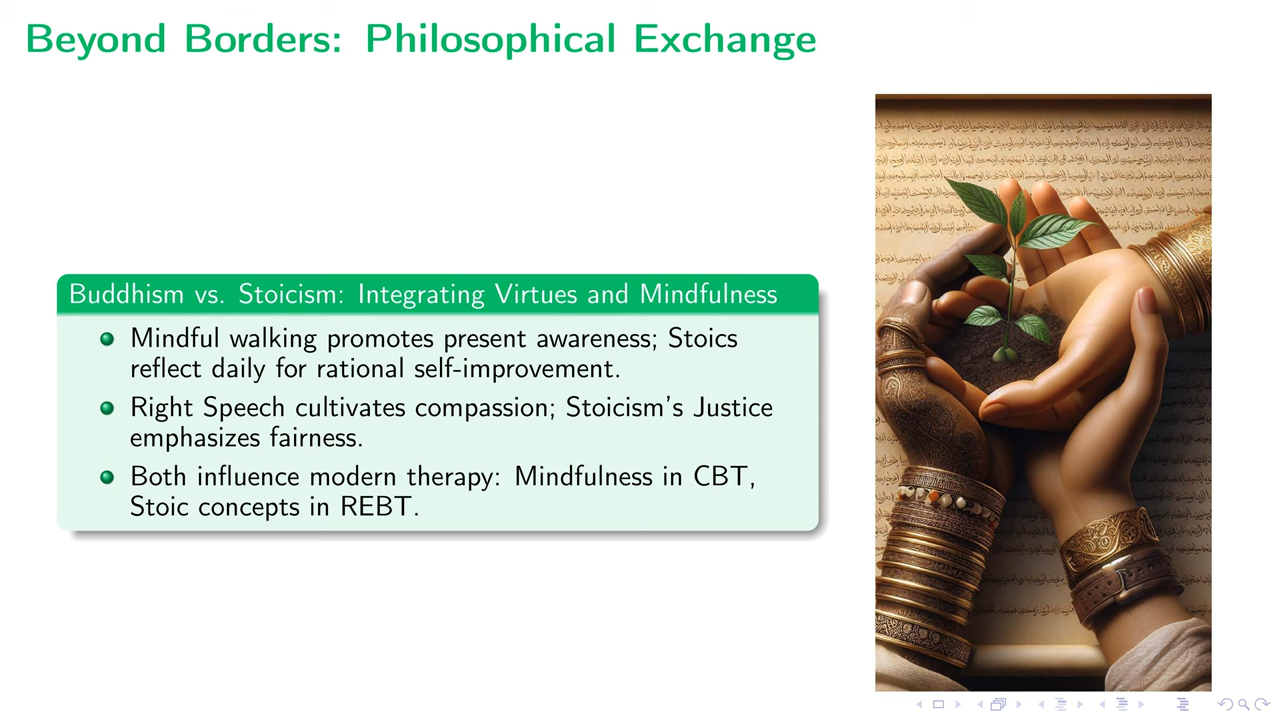 Beyond Borders: Philosophical Exchange
Buddhism vs. Stoicism: Integrating Virtues and Mindfulness
Mindful walking promotes present awareness; Stoics
reflect daily for rational self-improvement.
Right Speech cultivates compassion; Stoicism's Justice
emphasizes fairness.
Both influence modern therapy: Mindfulness in CBT,
Stoic concepts in REBT.